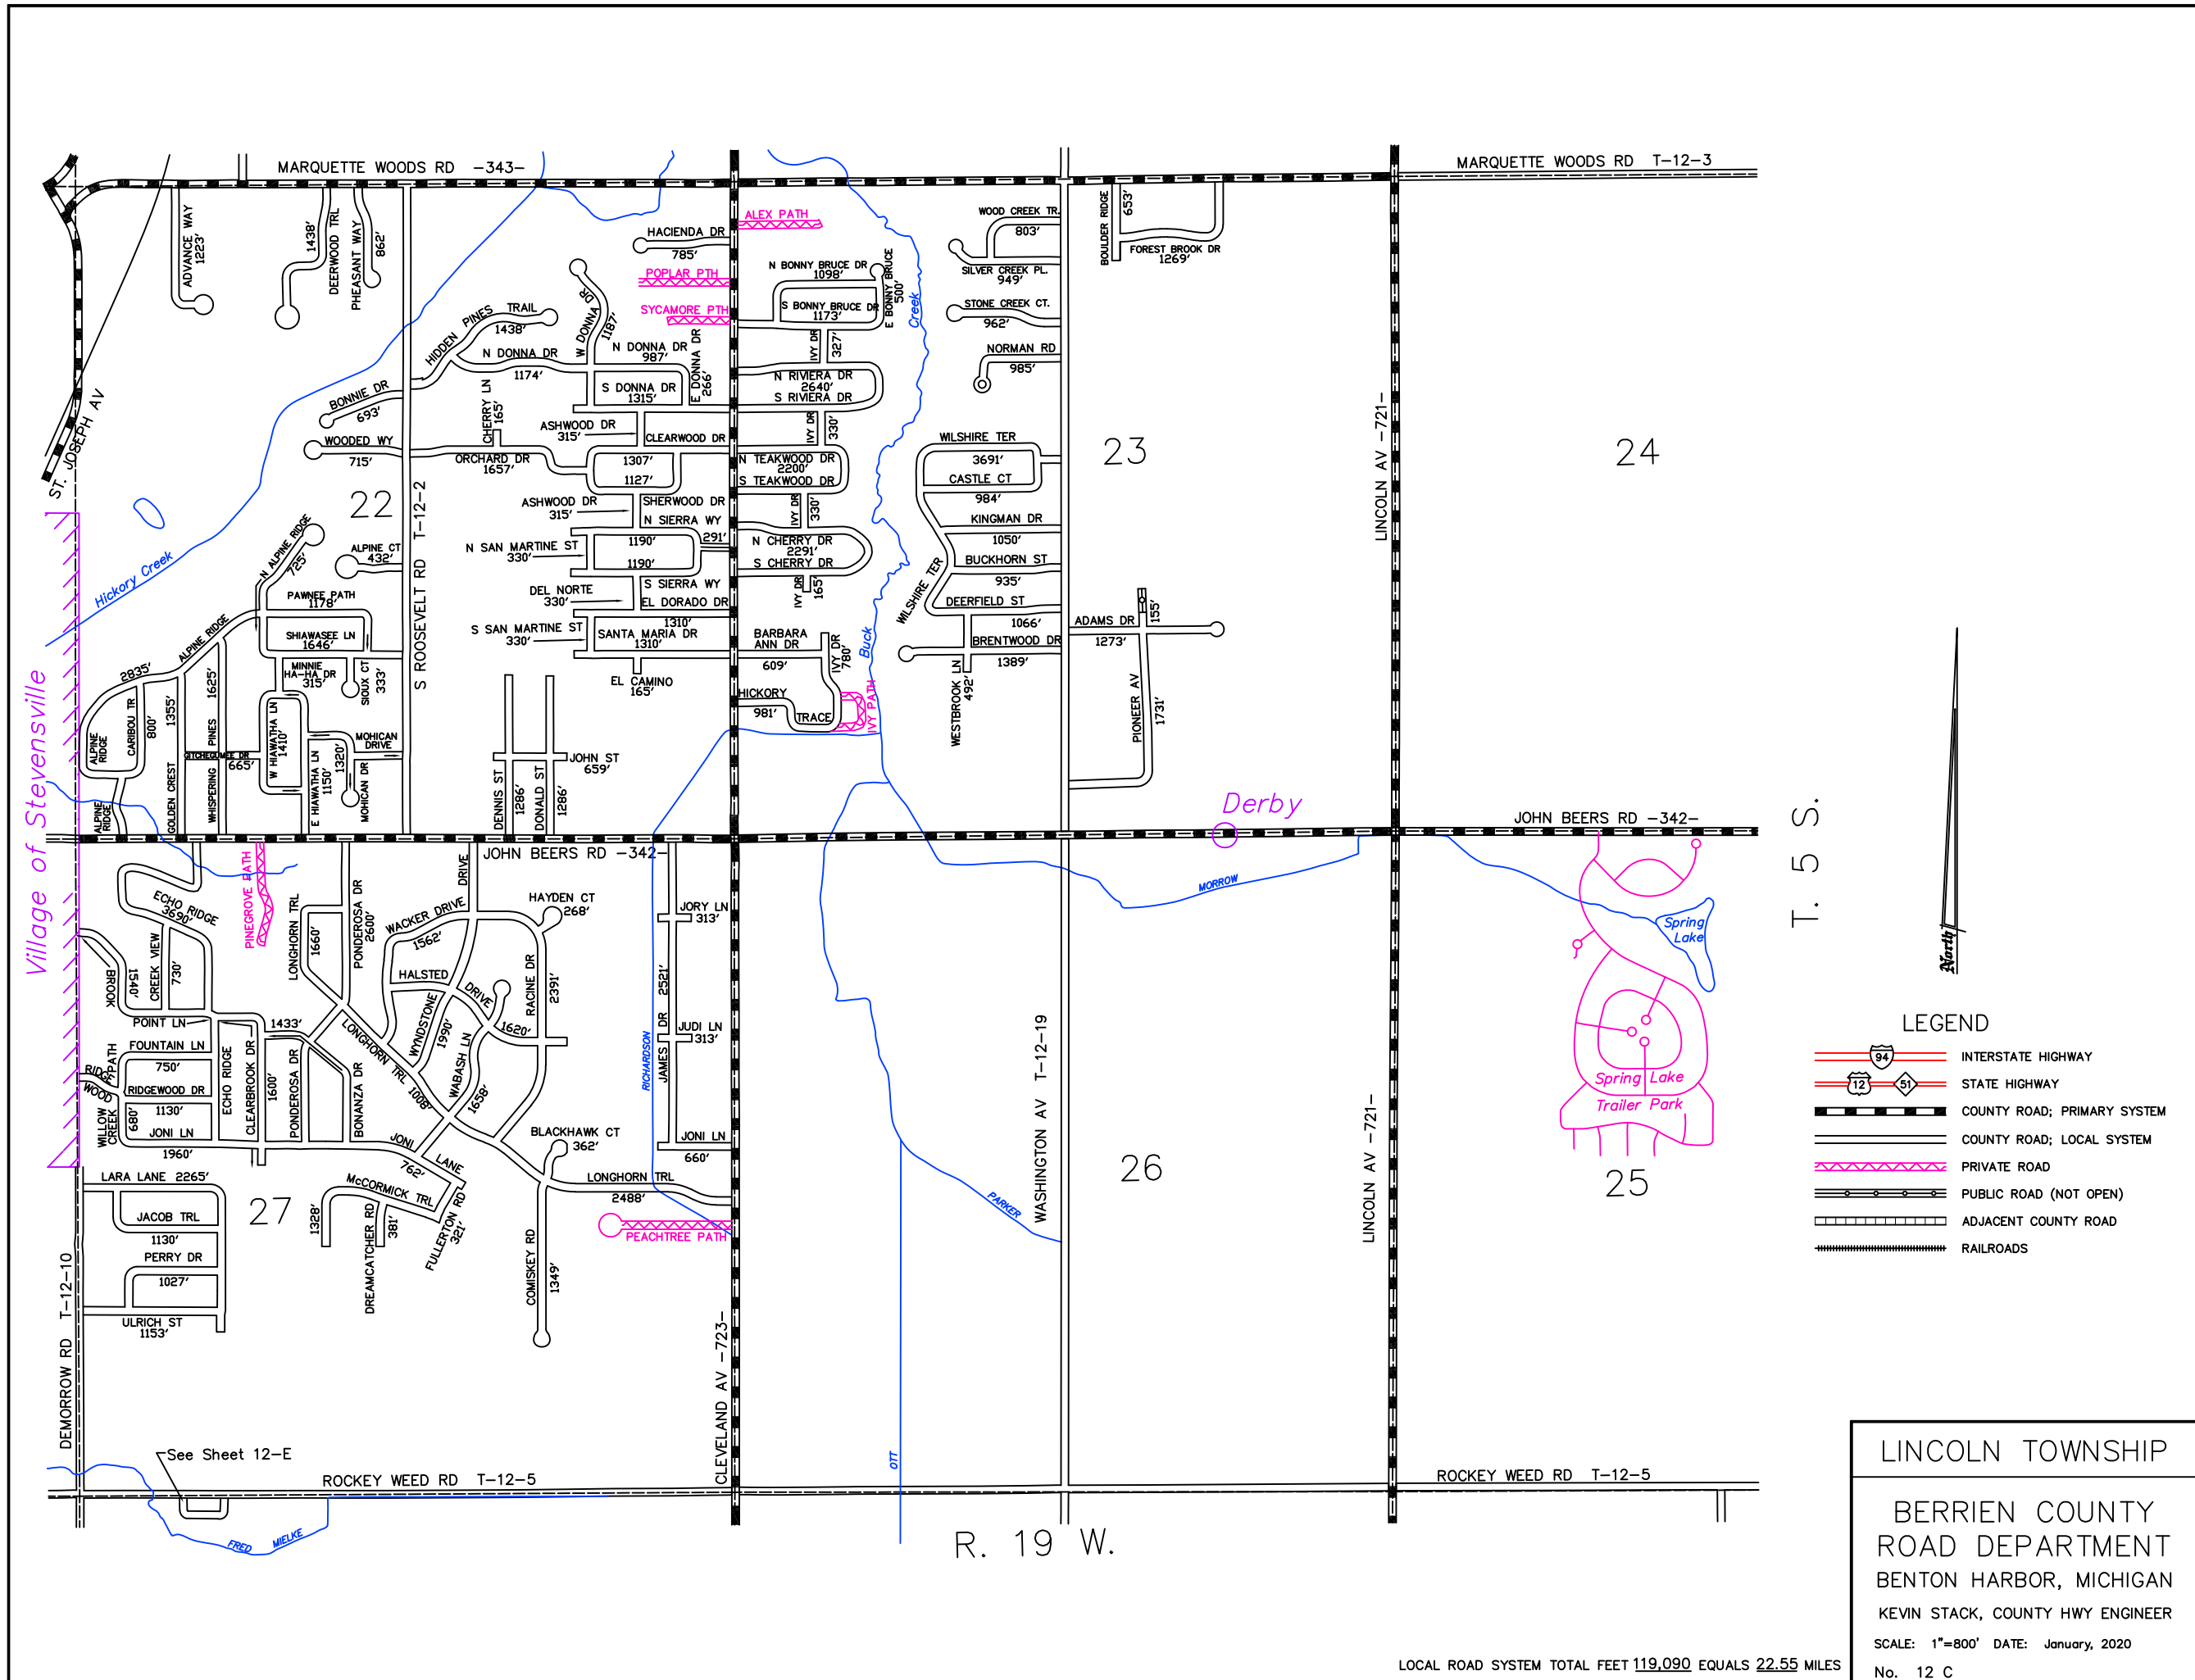 MARQUETTE WOODS RD -343-
MARQUETTE WOODS RD T-12-3
ADVANCE WAY
1223'
1438'
DEERWOOD TRL
PHEASANT WAY
862'
HACIENDA DR
785'
ALEX PATH
POPLAR PTH
SYCAMORE PTH
N BONNY BRUCE DR
1098'
S BONNY BRUCE DR
1173'
E BONNY BRUCE
500'
Creek
WOOD CREEK TR.
803'
SILVER CREEK PL.
949'
STONE CREEK CT.
962'
NORMAN RD
985'
BOULDER RIDGE
653'
FOREST BROOK DR
1269'
HIDDEN PINES TRAIL
1438'
W DONNA DR
1187'
N DONNA DR
1174'
N DONNA DR
987'
S DONNA DR
1315'
E DONNA DR
266'
IVY DR
327'
N RIVIERA DR
2640'
S RIVIERA DR
BONNIE DR
693'
CHERRY LN
165'
ASHWOOD DR
315'
CLEARWOOD DR
IVY DR
330'
ST. JOSEPH AV
WOODED WY
715'
ORCHARD DR
1657'
1307'
1127'
N TEAKWOOD DR
2200'
S TEAKWOOD DR
WILSHIRE TER
3691'
CASTLE CT
984'
23
24
LINCOLN AV -721-
22
S ROOSEVELT RD T-12-2
ASHWOOD DR
315'
SHERWOOD DR
N SIERRA WY
1190'
291'
IVY DR
330'
N CHERRY DR
2291'
S CHERRY DR
KINGMAN DR
1050'
BUCKHORN ST
935'
N ALPINE RIDGE
725'
ALPINE CT
432'
N SAN MARTINE ST
330'
1190'
S SIERRA WY
IVY DR
165'
WILSHIRE TER
Hickory Creek
DEL NORTE
330'
EL DORADO DR
1310'
DEERFIELD ST
1066'
PAWNEE PATH
1178'
SHIAWASEE LN
1646'
ALPINE RIDGE
2835'
S SAN MARTINE ST
330'
SANTA MARIA DR
1310'
BARBARA
ANN DR
609'
IVY DR
780'
Buck
BRENTWOOD DR
1389'
ADAMS DR
1273'
155'
MINNIE
HA-HA DR
315'
SIOUX CT
333'
EL CAMINO
165'
HICKORY
981'
TRACE
IVY PATH
WESTBROOK LN
492'
PIONEER AV
1731'
Village of Stevensville
ALPINE
RIDGE
CARIBOU TR
800'
1355'
GOLDEN CREST
1625'
WHISPERING PINES
GITCHEGUMEE DR
665'
W HIAWATHA LN
1410'
E HIAWATHA LN
1150'
1320'
MOHICAN
DRIVE
MOHICAN DR
ALPINE
RIDGE
DENNIS ST
1286'
DONALD ST
1286'
JOHN ST
659'
Derby
JOHN BEERS RD -342-
JOHN BEERS RD -342-
T. 5 S.
PINEGROVE PATH
ECHO RIDGE
3690'
LONGHORN TRL
1660'
PONDEROSA DR
2600'
WACKER DRIVE
1562'
DRIVE
HAYDEN CT
268'
JORY LN
313'
MORROW
Spring
Lake
North
BROOK
1540'
CREEK VIEW
730'
HALSTED
DRIVE
WYNDSTONE
1990'
1620'
RACINE DR
2391'
RICHARDSON
JAMES DR 2521'
JUDI LN
313'
POINT LN
1433'
FOUNTAIN LN
750'
PATH
RIDGE
WOOD
RIDGEWOOD DR
1130'
ECHO RIDGE
CLEARBROOK DR
1600'
PONDEROSA DR
BONANZA DR
LONGHORN TRL 1008'
WABASH LN
1658'
WILLOW
CREEK
680'
JONI LN
1960'
JONI LANE
762'
BLACKHAWK CT
362'
JONI LN
660'
LONGHORN TRL
2488'
WASHINGTON AV T-12-19
LINCOLN AV -721-
Spring Lake
Trailer Park
LARA LANE 2265'
27
26
25
JACOB TRL
1130'
PERRY DR
1027'
ULRICH ST
1153'
McCORMICK TRL
1328'
DREAMCATCHER RD
381'
FULLERTON RD
321'
COMISKEY RD
1349'
PEACHTREE PATH
PARKER
OTT
DEMORROW RD T-12-10
CLEVELAND AV -723-
See Sheet 12-E
ROCKEY WEED RD T-12-5
ROCKEY WEED RD T-12-5
FRED MIELKE
R. 19 W.
LEGEND
94 INTERSTATE HIGHWAY
12 51 STATE HIGHWAY
COUNTY ROAD; PRIMARY SYSTEM
COUNTY ROAD; LOCAL SYSTEM
PRIVATE ROAD
PUBLIC ROAD (NOT OPEN)
ADJACENT COUNTY ROAD
RAILROADS
LINCOLN TOWNSHIP
BERRIEN COUNTY
ROAD DEPARTMENT
BENTON HARBOR, MICHIGAN
KEVIN STACK, COUNTY HWY ENGINEER
SCALE: 1"=800' DATE: January, 2020
No. 12 C
LOCAL ROAD SYSTEM TOTAL FEET 119,090 EQUALS 22.55 MILES